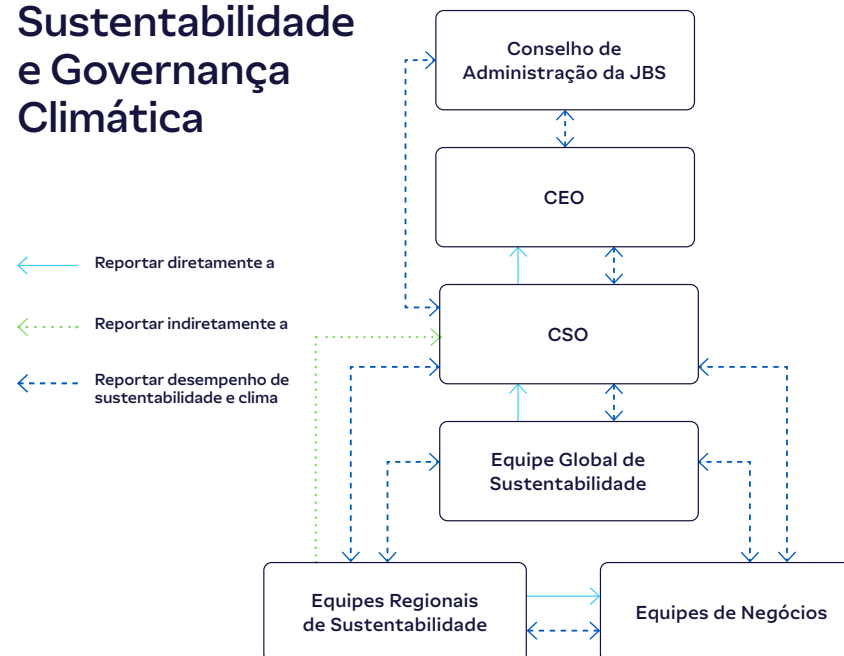 Sustentabilidade
e Governança
Climática
Conselho de
Administração da JBS
CEO
Reportar diretamente a
Reportar indiretamente a
CSO
Reportar desempenho de
sustentabilidade e clima
Equipe Global de
Sustentabilidade
Equipes Regionais
de Sustentabilidade
Equipes de Negócios